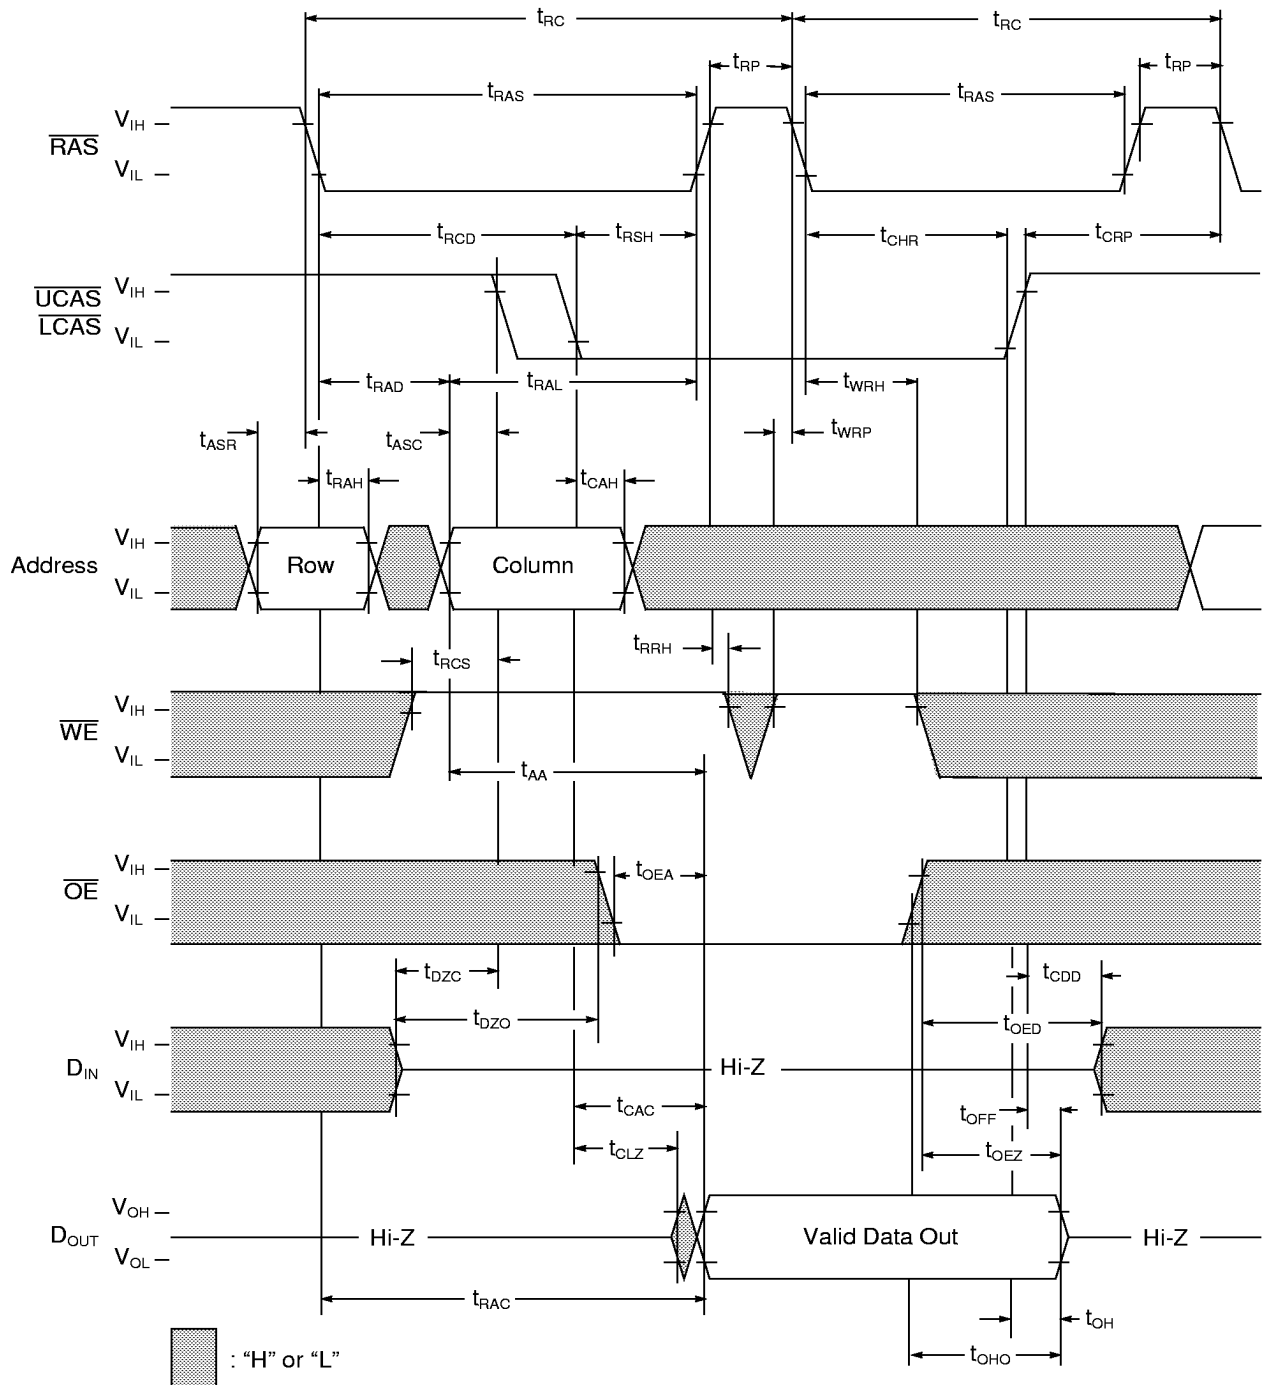 tRC tRC
tRP tRP
tRAS tRAS
RAS VIH
VIL
tRCD tRSH tCHR tCRP
UCAS VIH
LCAS VIL
tRAD tRAL tWRH
tASR tASC tWRP
tRAH tCAH
Address VIH Row Column
VIL
tRRH
tRCS
WE VIH
VIL
tAA
OE VIH tOEA
VIL
tDZC tCDD
tDZO tOED
DIN VIH Hi-Z
VIL
tCAC tOFF
tCLZ tOEZ
DOUT VOH Hi-Z Valid Data Out Hi-Z
VOL
tRAC
tOH
tOHO
: “H” or “L”